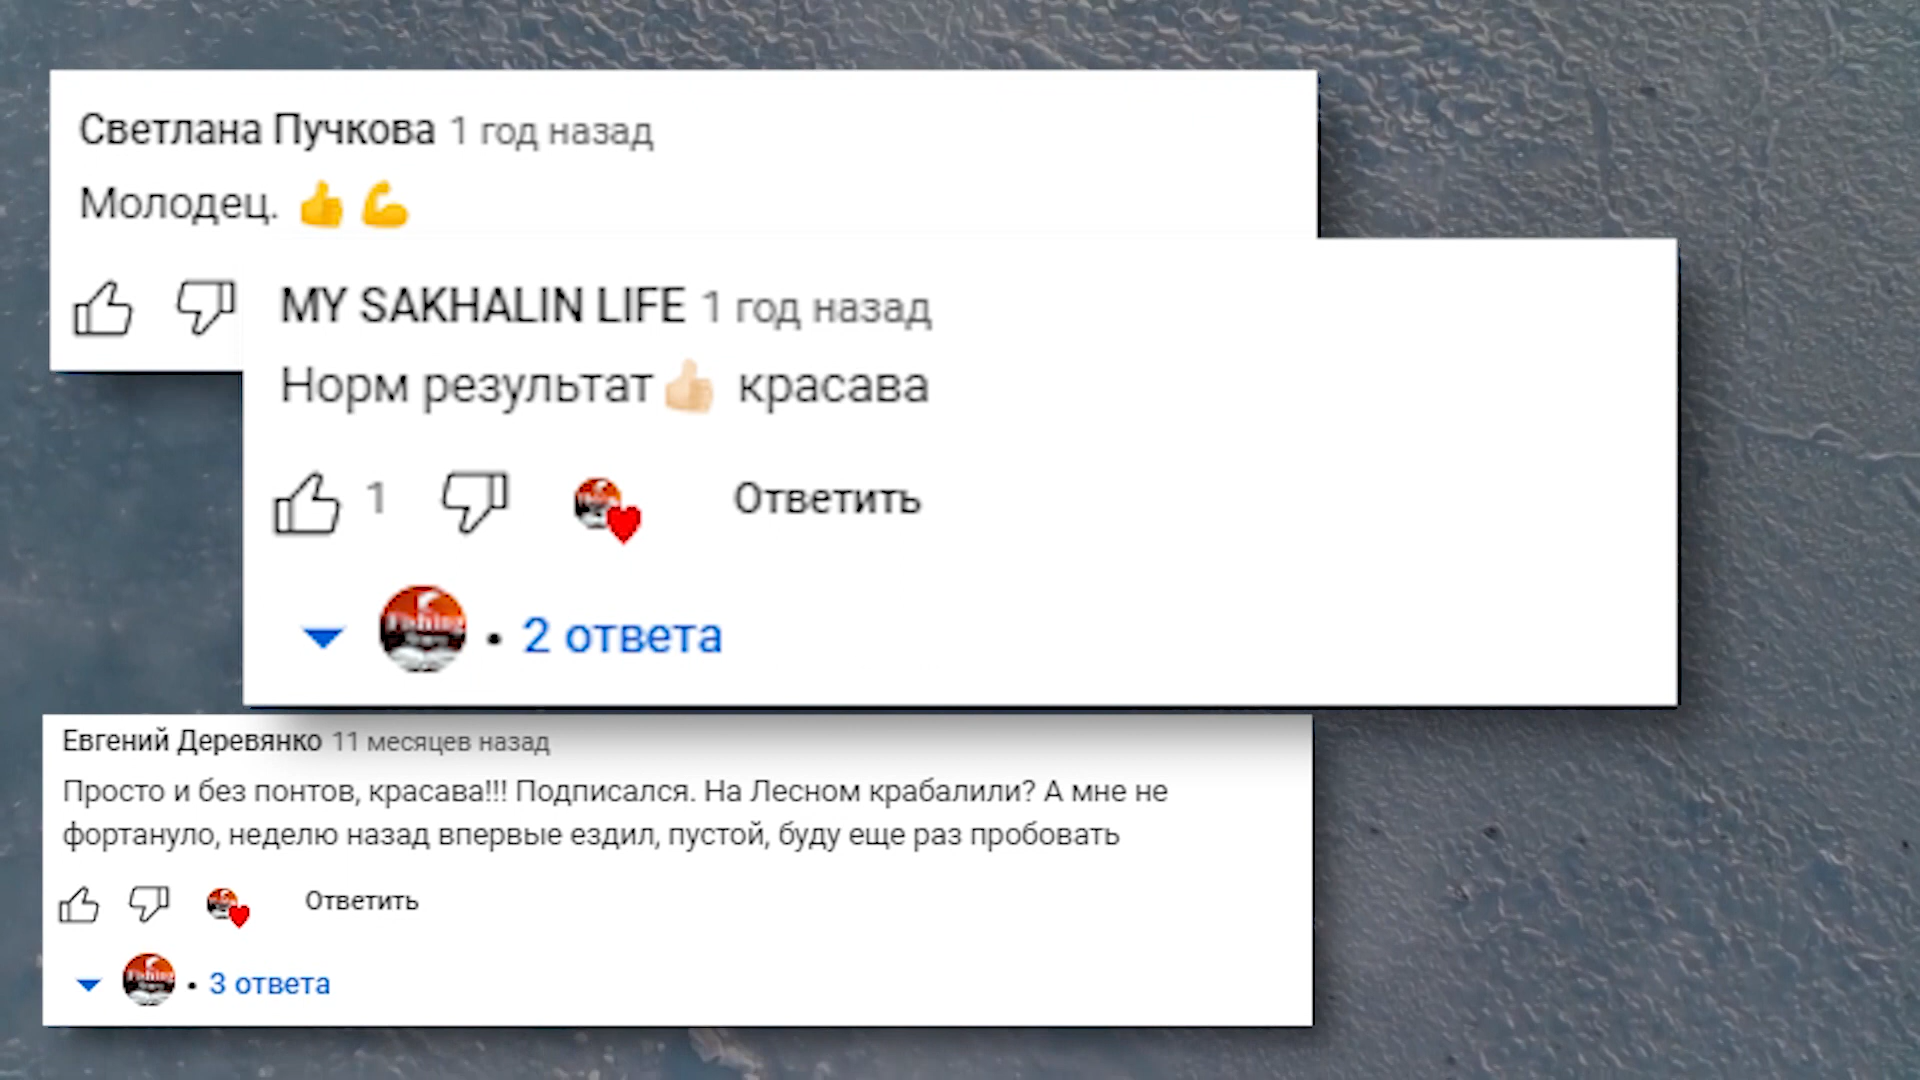 Светлана Пучкова 1 год назад
Молодец. 👍💪
MY SAKHALIN LIFE 1 год назад
Норм результат👍🏻 красава
1 Ответить
Fishing
• 2 ответа
Евгений Деревянко 11 месяцев назад
Просто и без понтов, красава!!! Подписался. На Лесном крабалили? А мне не
фортануло, неделю назад впервые ездил, пустой, буду еще раз пробовать
Ответить
Fishing
• 3 ответа